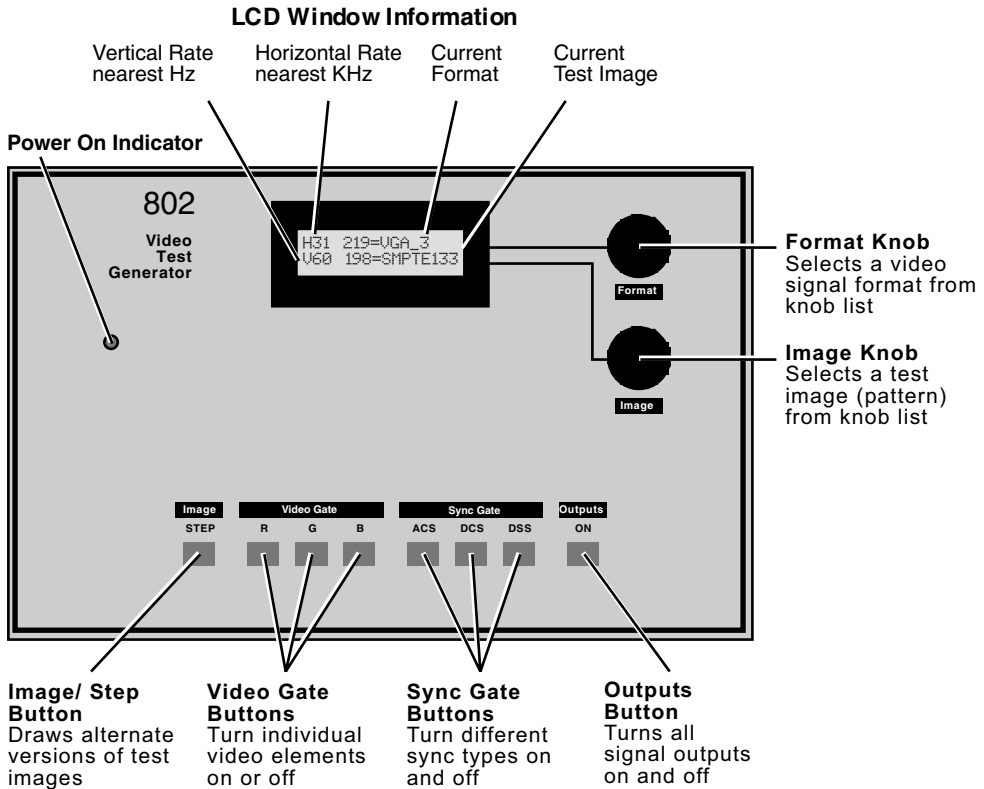 LCD Window Information
Vertical Rate
nearest Hz
Horizontal Rate
nearest KHz
Current
Format
Current
Test Image
Power On Indicator
802
Video
Test
Generator
H31 219=VGA_3
V60 198=SMPTE133
Format
Format Knob
Selects a video
signal format from
knob list
Image
Image Knob
Selects a test
image (pattern)
from knob list
Image
STEP
Video Gate
R G B
Sync Gate
ACS DCS DSS
Outputs
ON
Image/ Step
Button
Draws alternate
versions of test
images
Video Gate
Buttons
Turn individual
video elements
on or off
Sync Gate
Buttons
Turn different
sync types on
and off
Outputs
Button
Turns all
signal outputs
on and off